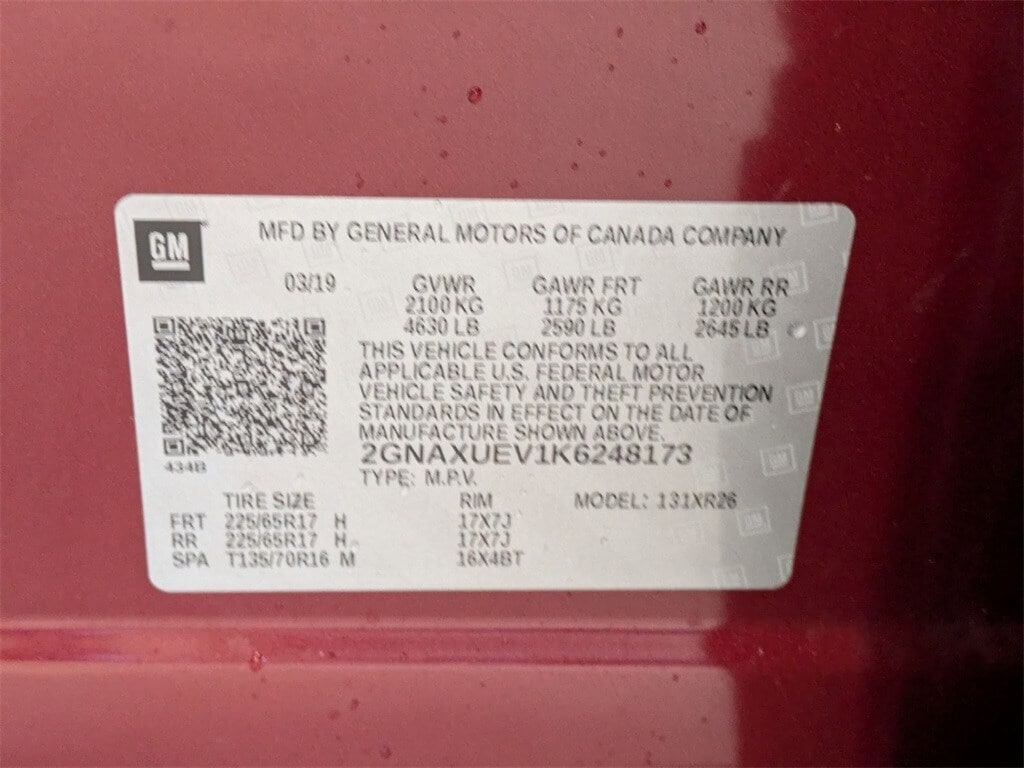 GM
MFD BY GENERAL MOTORS OF CANADA COMPANY
03/19 GVWR GAWR FRT GAWR RR
2100 KG 1175 KG 1200 KG
4630 LB 2590 LB 2645 LB
THIS VEHICLE CONFORMS TO ALL
APPLICABLE U.S. FEDERAL MOTOR
VEHICLE SAFETY AND THEFT PREVENTION
STANDARDS IN EFFECT ON THE DATE OF
MANUFACTURE SHOWN ABOVE.
2GNAXUEV1K6248173
434B
TYPE: M.P.V.
TIRE SIZE RIM MODEL: 131XR26
FRT 225/65R17 H 17X7J
RR 225/65R17 H 17X7J
SPA T135/70R16 M 16X4BT